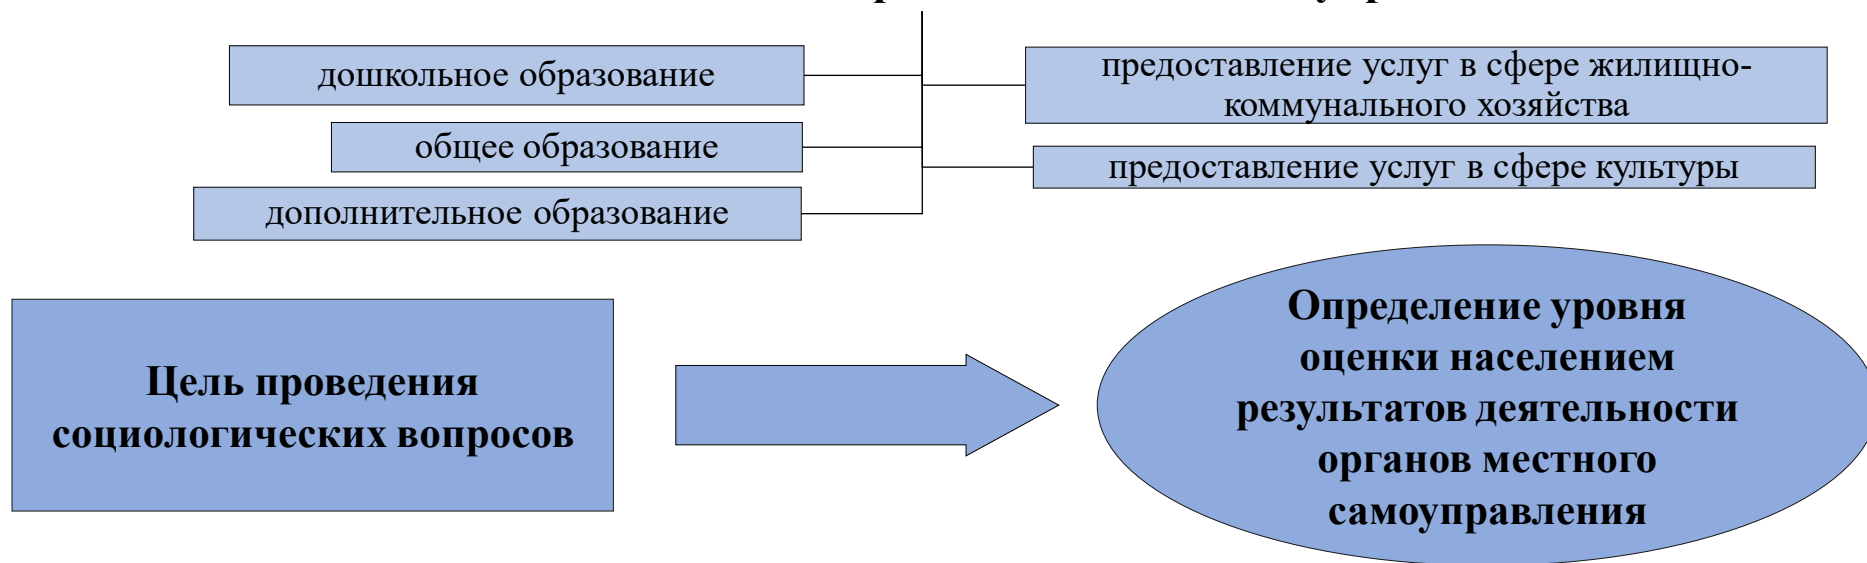 дошкольное образование
общее образование
дополнительное образование
предоставление услуг в сфере жилищно-
коммунального хозяйства
предоставление услуг в сфере культуры
Цель проведения
социологических вопросов
Определение уровня
оценки населением
результатов деятельности
органов местного
самоуправления